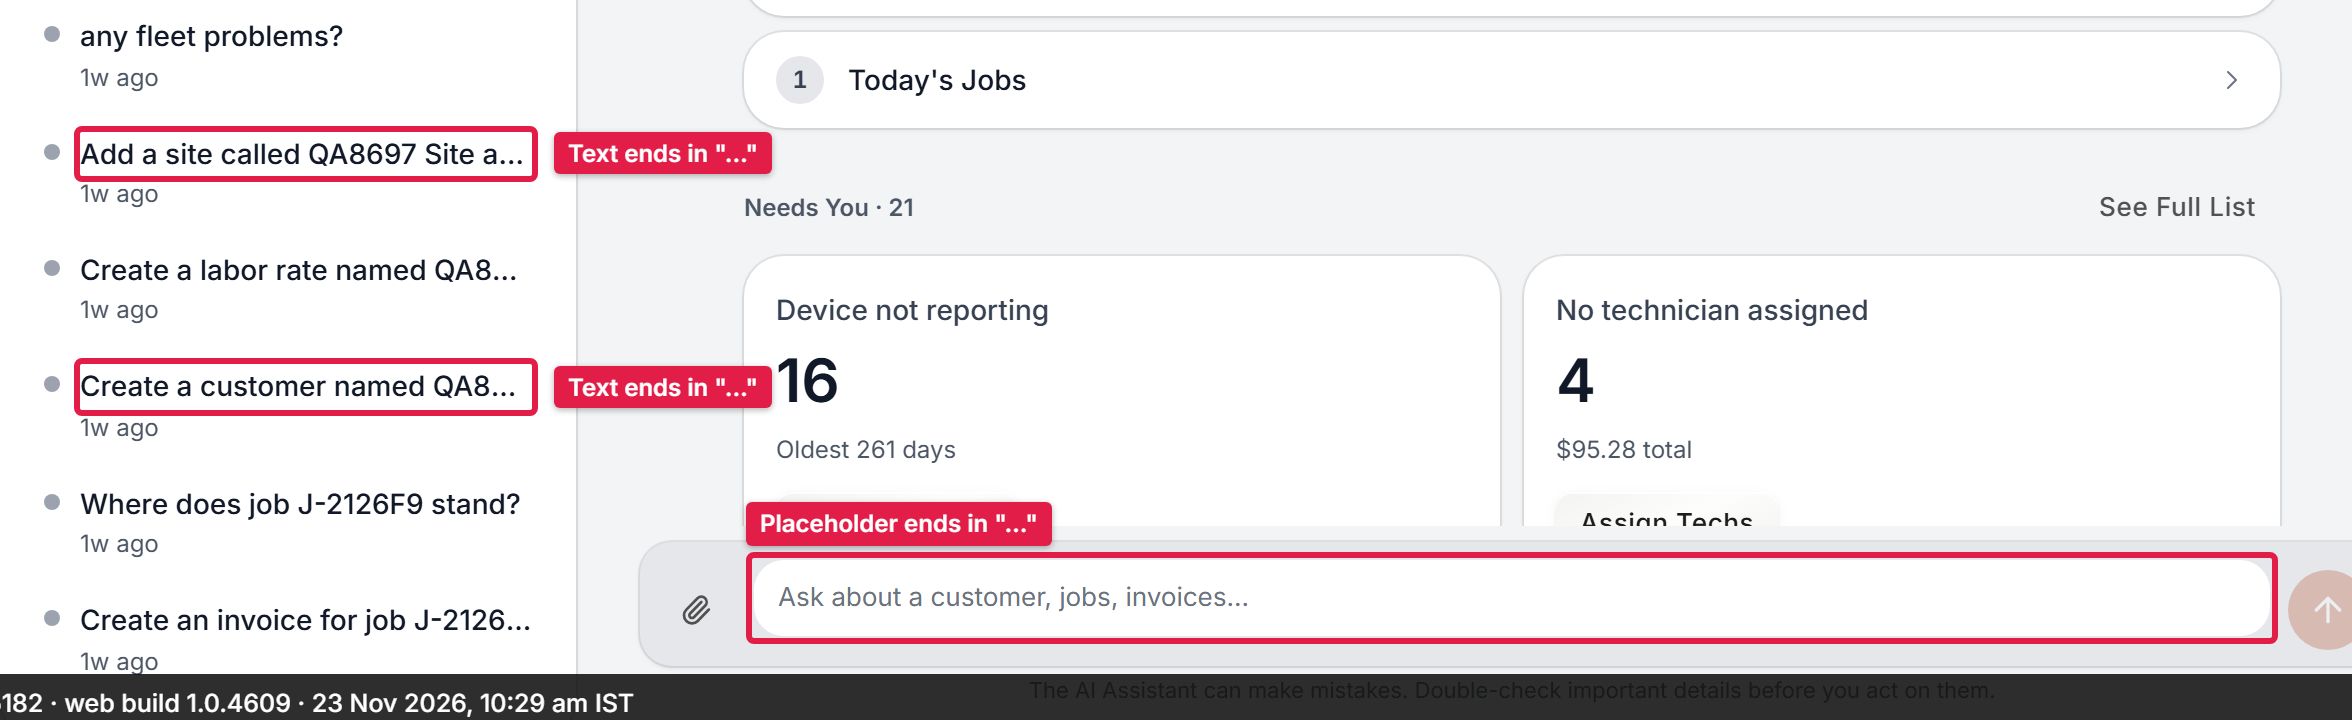 any fleet problems?
1w ago
Add a site called QA8697 Site a...
Text ends in "..."
1w ago
Create a labor rate named QA8...
1w ago
Create a customer named QA8...
Text ends in "..."
1w ago
Where does job J-2126F9 stand?
1w ago
Create an invoice for job J-2126...
1w ago
1 Today's Jobs
Needs You · 21
See Full List
Device not reporting
16
Oldest 261 days
No technician assigned
4
$95.28 total
Assign Techs
Placeholder ends in "..."
Ask about a customer, jobs, invoices...
The AI Assistant can make mistakes. Double-check important details before you act on them.
182 · web build 1.0.4609 · 23 Nov 2026, 10:29 am IST